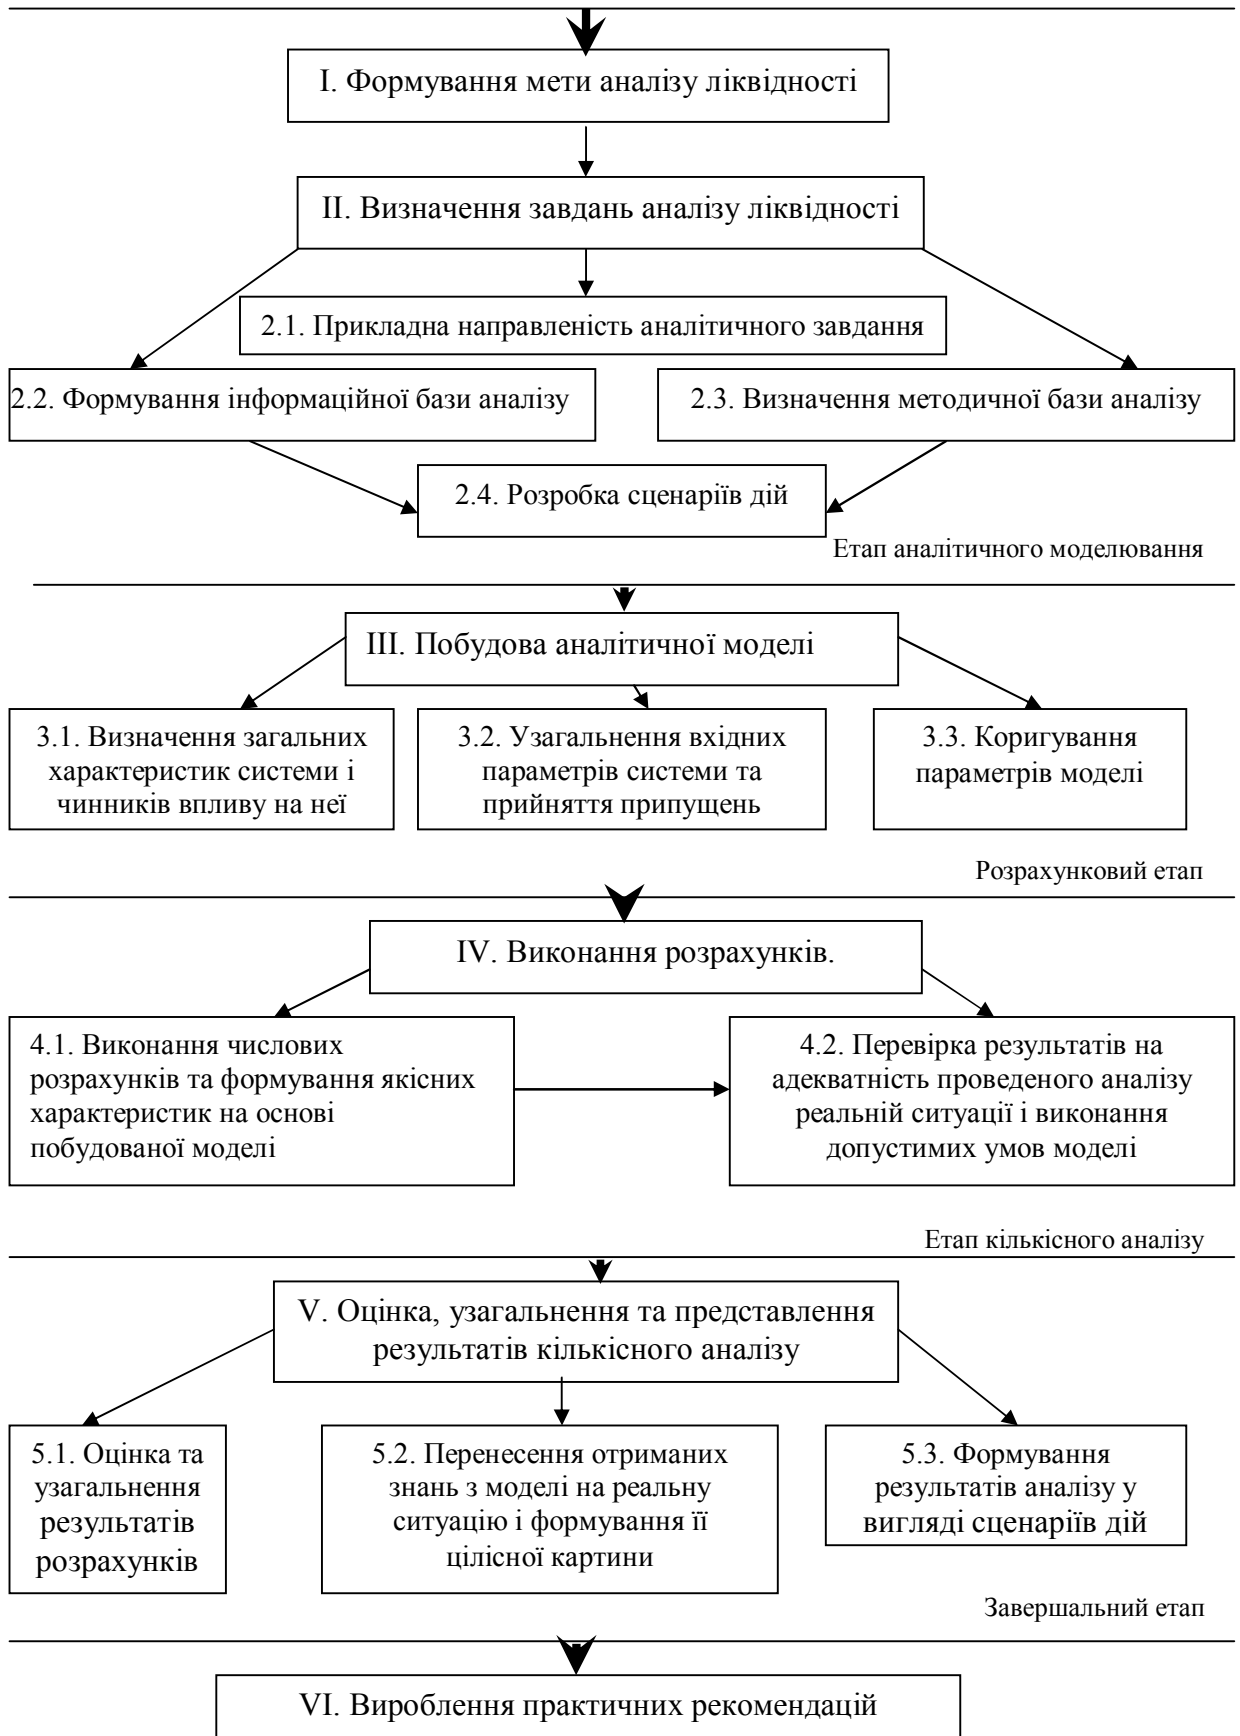 I. Формування мети аналізу ліквідності
II. Визначення завдань аналізу ліквідності
2.1. Прикладна направленість аналітичного завдання
2.2. Формування інформаційної бази аналізу
2.3. Визначення методичної бази аналізу
2.4. Розробка сценаріїв дій
Етап аналітичного моделювання
III. Побудова аналітичної моделі
3.1. Визначення загальних
характеристик системи і
чинників впливу на неї
3.2. Узагальнення вхідних
параметрів системи та
прийняття припущень
3.3. Коригування
параметрів моделі
Розрахунковий етап
IV. Виконання розрахунків.
4.1. Виконання числових
розрахунків та формування якісних
характеристик на основі
побудованої моделі
4.2. Перевірка результатів на
адекватність проведеного аналізу
реальній ситуації і виконання
допустимих умов моделі
Етап кількісного аналізу
V. Оцінка, узагальнення та представлення
результатів кількісного аналізу
5.1. Оцінка та
узагальнення
результатів
розрахунків
5.2. Перенесення отриманих
знань з моделі на реальну
ситуацію і формування її
цілісної картини
5.3. Формування
результатів аналізу у
вигляді сценаріїв дій
Завершальний етап
VI. Вироблення практичних рекомендацій